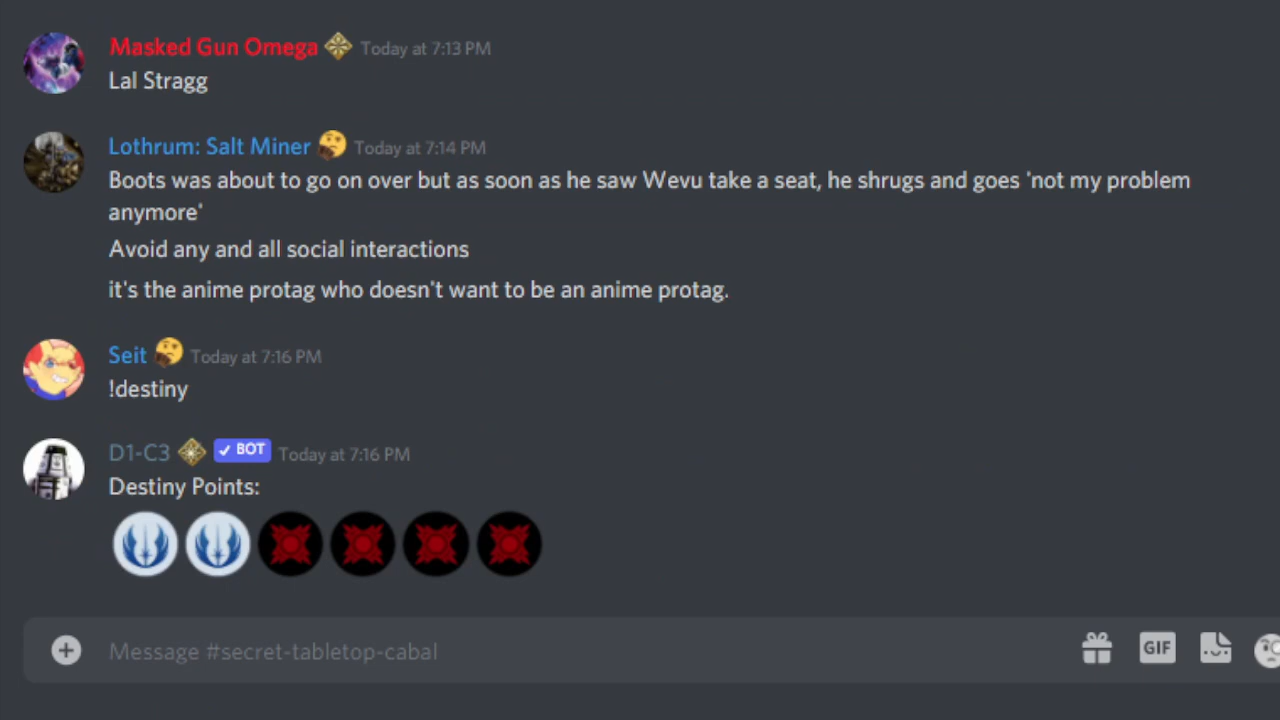 Masked Gun Omega Today at 7:13 PM
Lal Stragg
Lothrum: Salt Miner Today at 7:14 PM
Boots was about to go on over but as soon as he saw Wevu take a seat, he shrugs and goes 'not my problem
anymore'
Avoid any and all social interactions
it's the anime protag who doesn't want to be an anime protag.
Seit Today at 7:16 PM
!destiny
D1-C3 BOT Today at 7:16 PM
Destiny Points:
Message #secret-tabletop-cabal
GIF